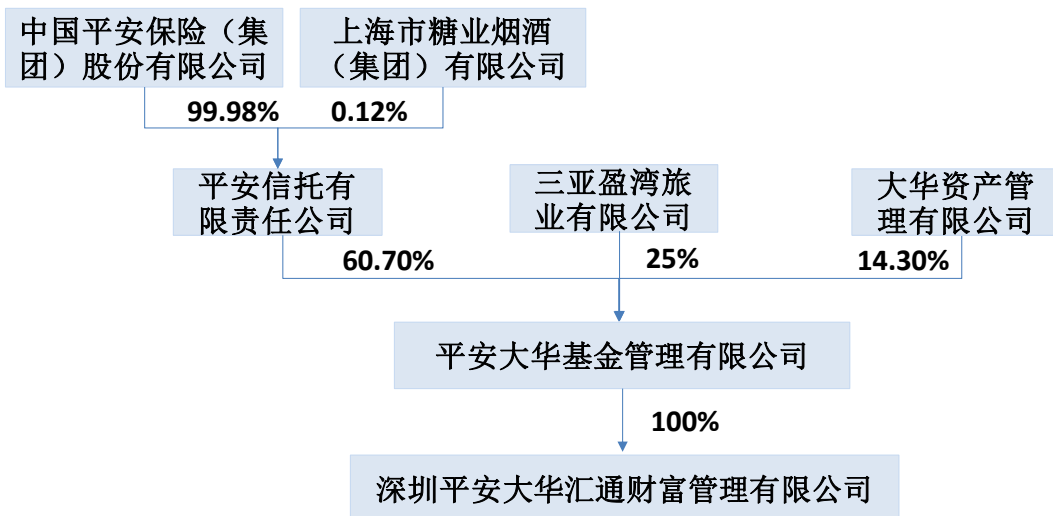 中国平安保险（集
团）股份有限公司
上海市糖业烟酒
（集团）有限公司
99.98%
0.12%
平安信托有
限责任公司
三亚盈湾旅
业有限公司
大华资产管
理有限公司
60.70%
25%
14.30%
平安大华基金管理有限公司
100%
深圳平安大华汇通财富管理有限公司